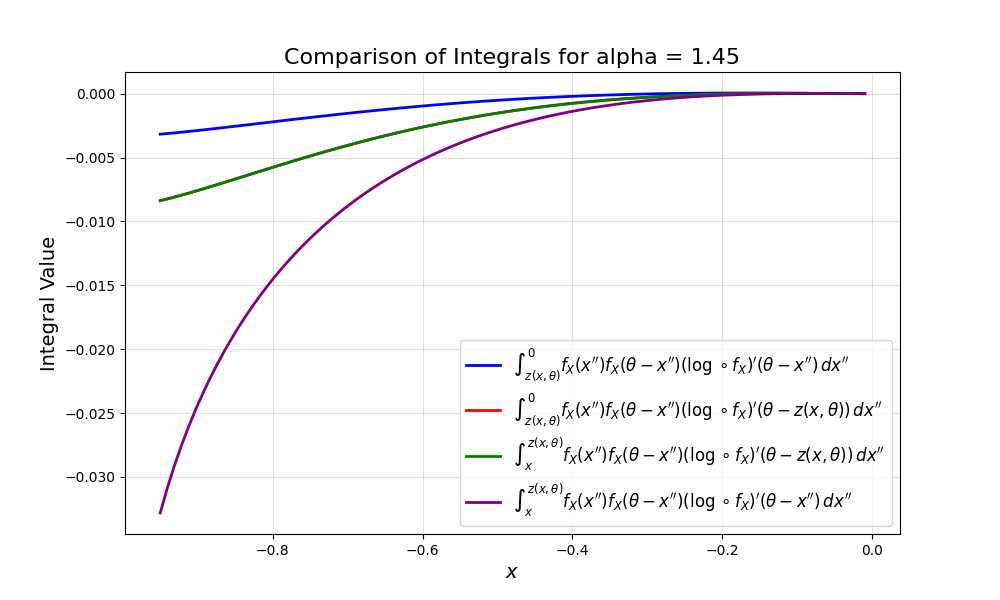 Comparison of Integrals for alpha = 1.45
Integral Value
0.000
−0.005
−0.010
−0.015
−0.020
−0.025
−0.030
∫_{z(x, θ)}^{0} f_X(x″)f_X(θ − x″)(log ∘ f_X)′(θ − x″) dx″
∫_{z(x, θ)}^{0} f_X(x″)f_X(θ − x″)(log ∘ f_X)′(θ − z(x, θ)) dx″
∫_{x}^{z(x, θ)} f_X(x″)f_X(θ − x″)(log ∘ f_X)′(θ − z(x, θ)) dx″
∫_{x}^{z(x, θ)} f_X(x″)f_X(θ − x″)(log ∘ f_X)′(θ − x″) dx″
−0.8 −0.6 −0.4 −0.2 0.0
x